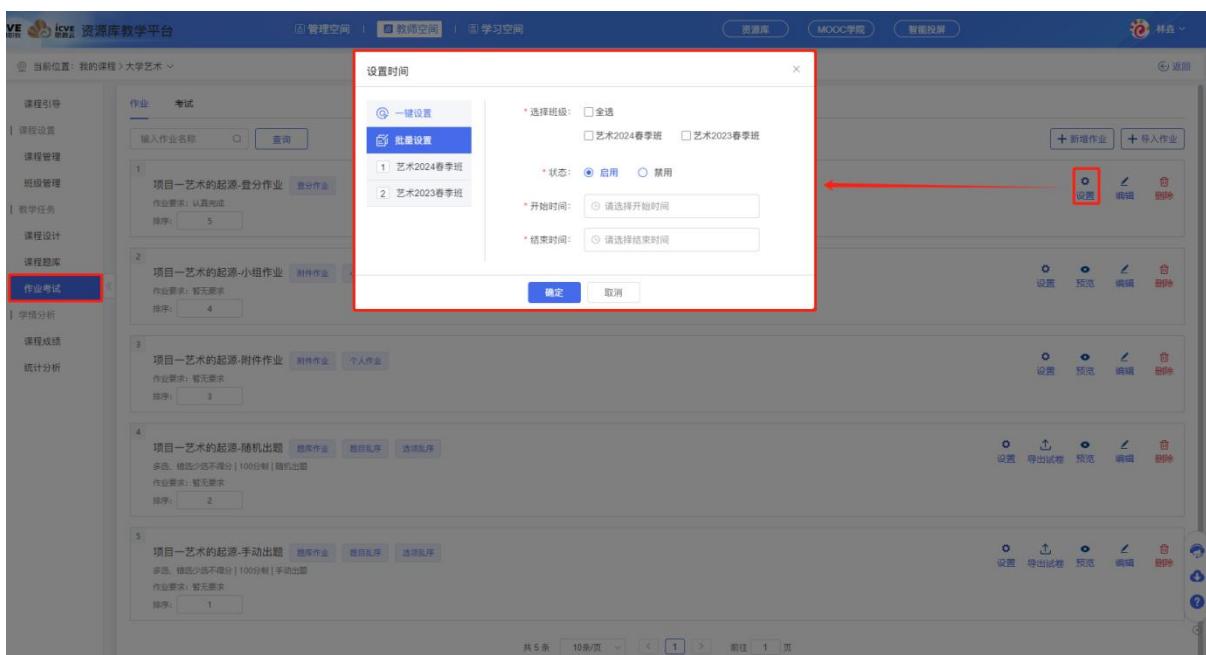 icve 资源库教学平台 管理空间 教师空间 学习空间 资源库 MOOC学院 智能投屏 林垚
当前位置：我的课程 > 大学艺术 返回
设置时间
一键设置
批量设置
1 艺术2024春季班
2 艺术2023春季班
* 选择班级： 全选
艺术2024春季班 艺术2023春季班
* 状态： 启用 禁用
* 开始时间： 请选择开始时间
* 结束时间： 请选择结束时间
确定 取消
课程引导
课程设置
课程管理
班级管理
教学任务
课程设计
课程题库
作业考试
学情分析
课程成绩
统计分析
作业 考试
输入作业名称 查询 新增作业 导入作业
1
项目一艺术的起源-登分作业 登分作业
作业要求：认真完成
排序： 5
设置 编辑 删除
2
项目一艺术的起源-小组作业 附件作业
作业要求：暂无要求
排序： 4
设置 预览 编辑 删除
3
项目一艺术的起源-附件作业 附件作业 个人作业
作业要求：暂无要求
排序： 3
设置 预览 编辑 删除
4
项目一艺术的起源-随机出题 题库作业 题目乱序 选项乱序
多选、错选少选不得分 | 100分制 | 随机出题
作业要求：暂无要求
排序： 2
设置 导出试卷 预览 编辑 删除
5
项目一艺术的起源-手动出题 题库作业 题目乱序 选项乱序
多选、错选少选不得分 | 100分制 | 手动出题
作业要求：暂无要求
排序： 1
设置 导出试卷 预览 编辑 删除
共 5 条 10条/页 < 1 > 前往 1 页